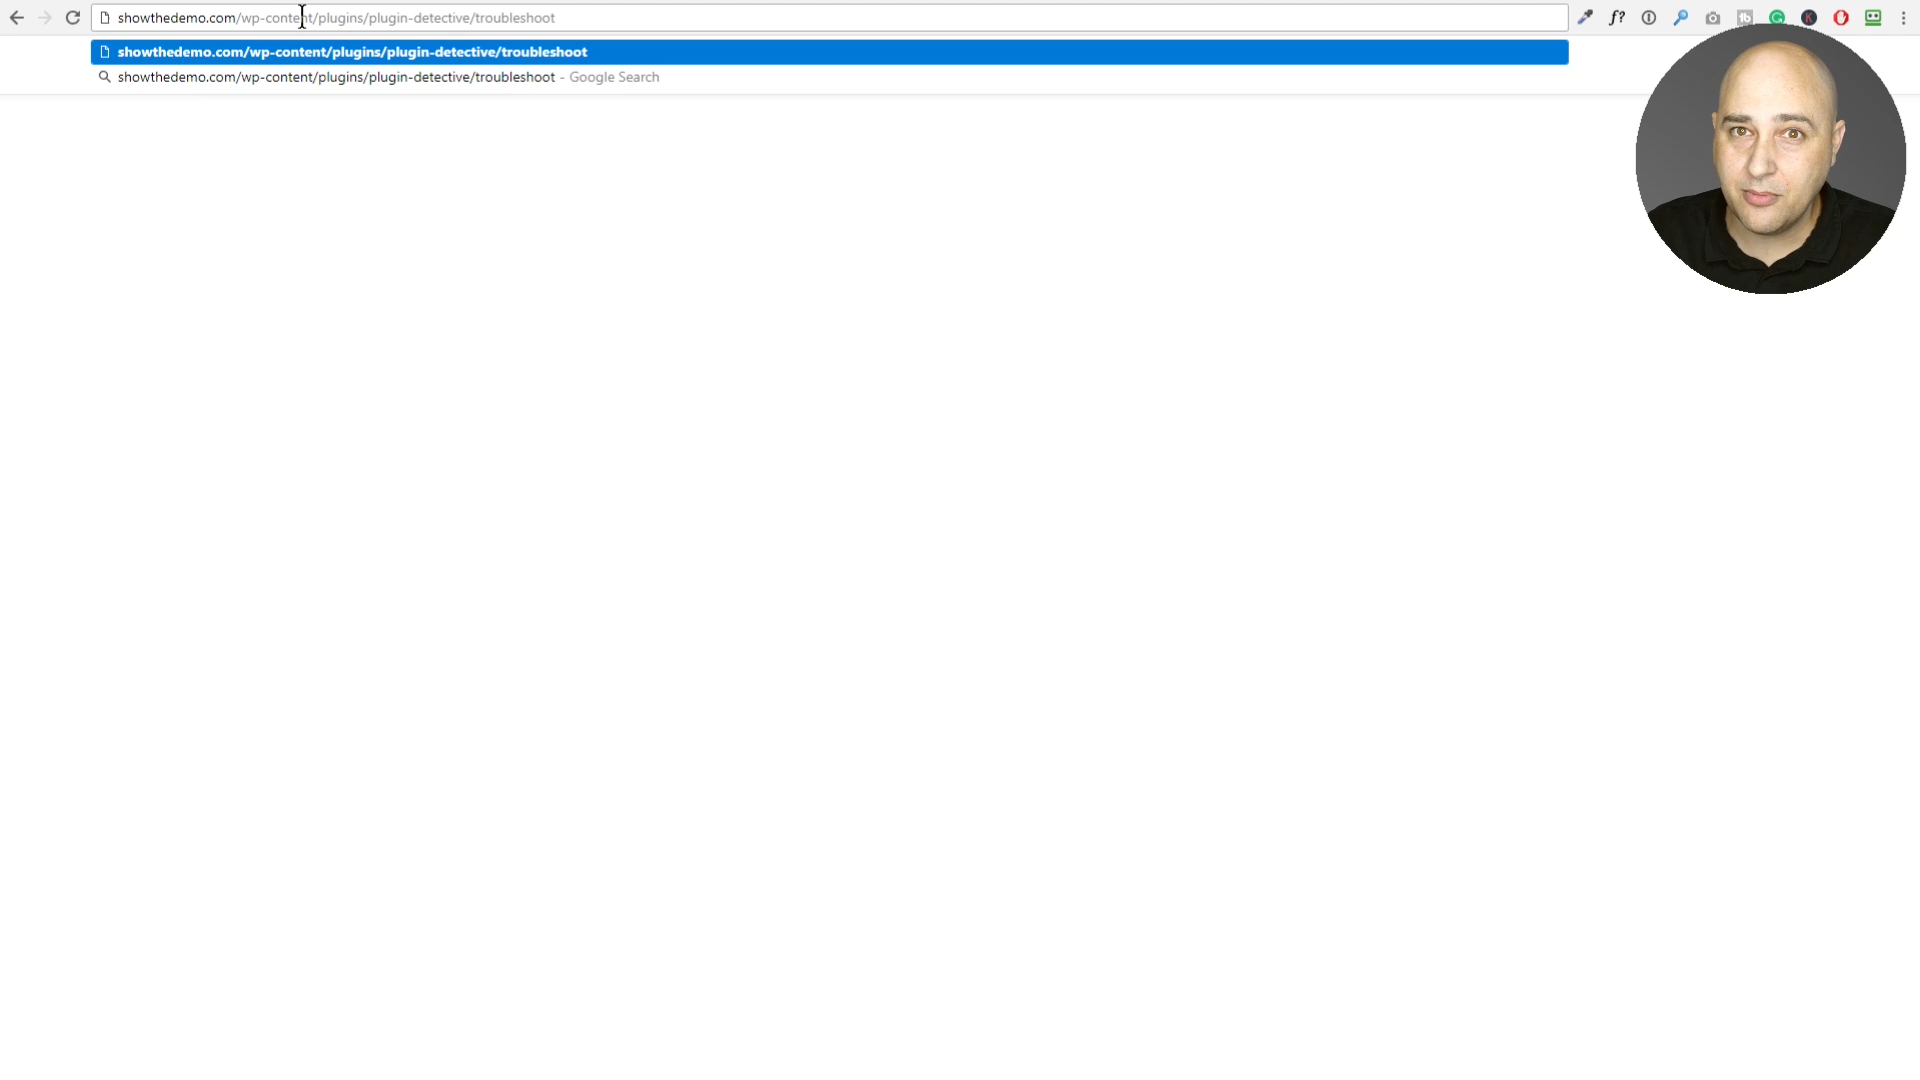 showthedemo.com/wp-content/plugins/plugin-detective/troubleshoot
f?
showthedemo.com/wp-content/plugins/plugin-detective/troubleshoot
showthedemo.com/wp-content/plugins/plugin-detective/troubleshoot - Google Search